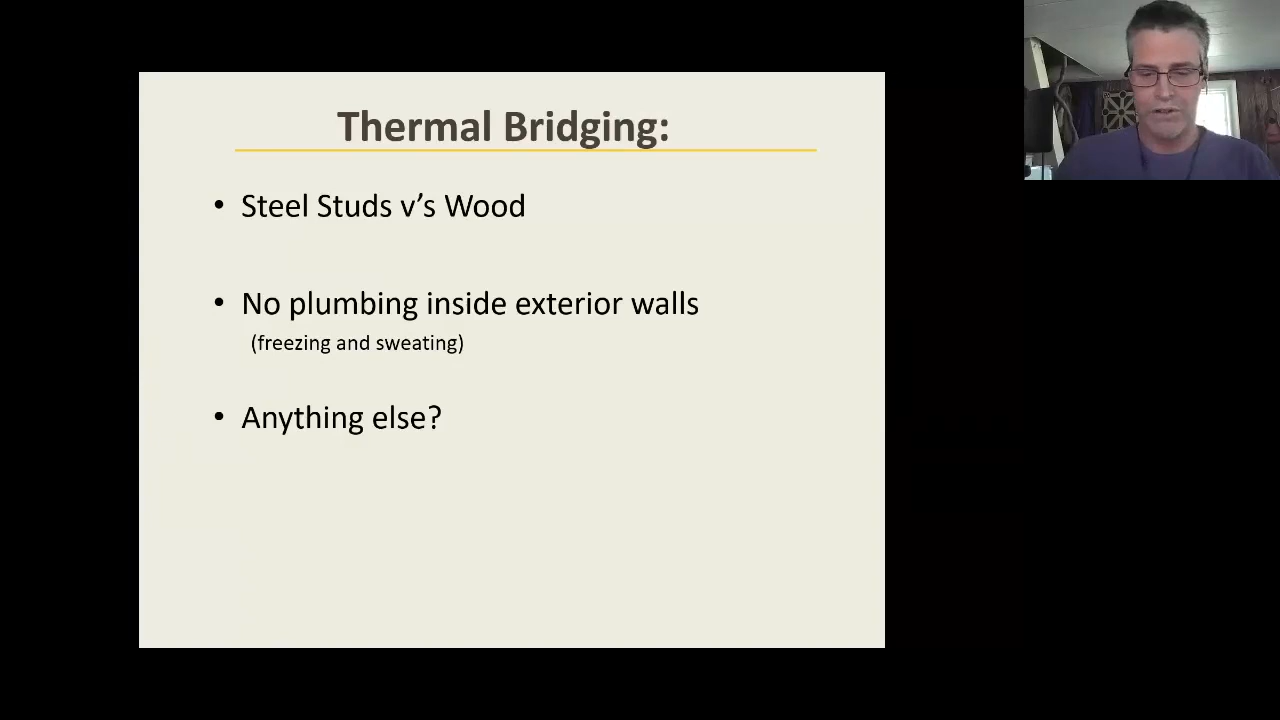 Thermal Bridging:
• Steel Studs v’s Wood
• No plumbing inside exterior walls
(freezing and sweating)
• Anything else?